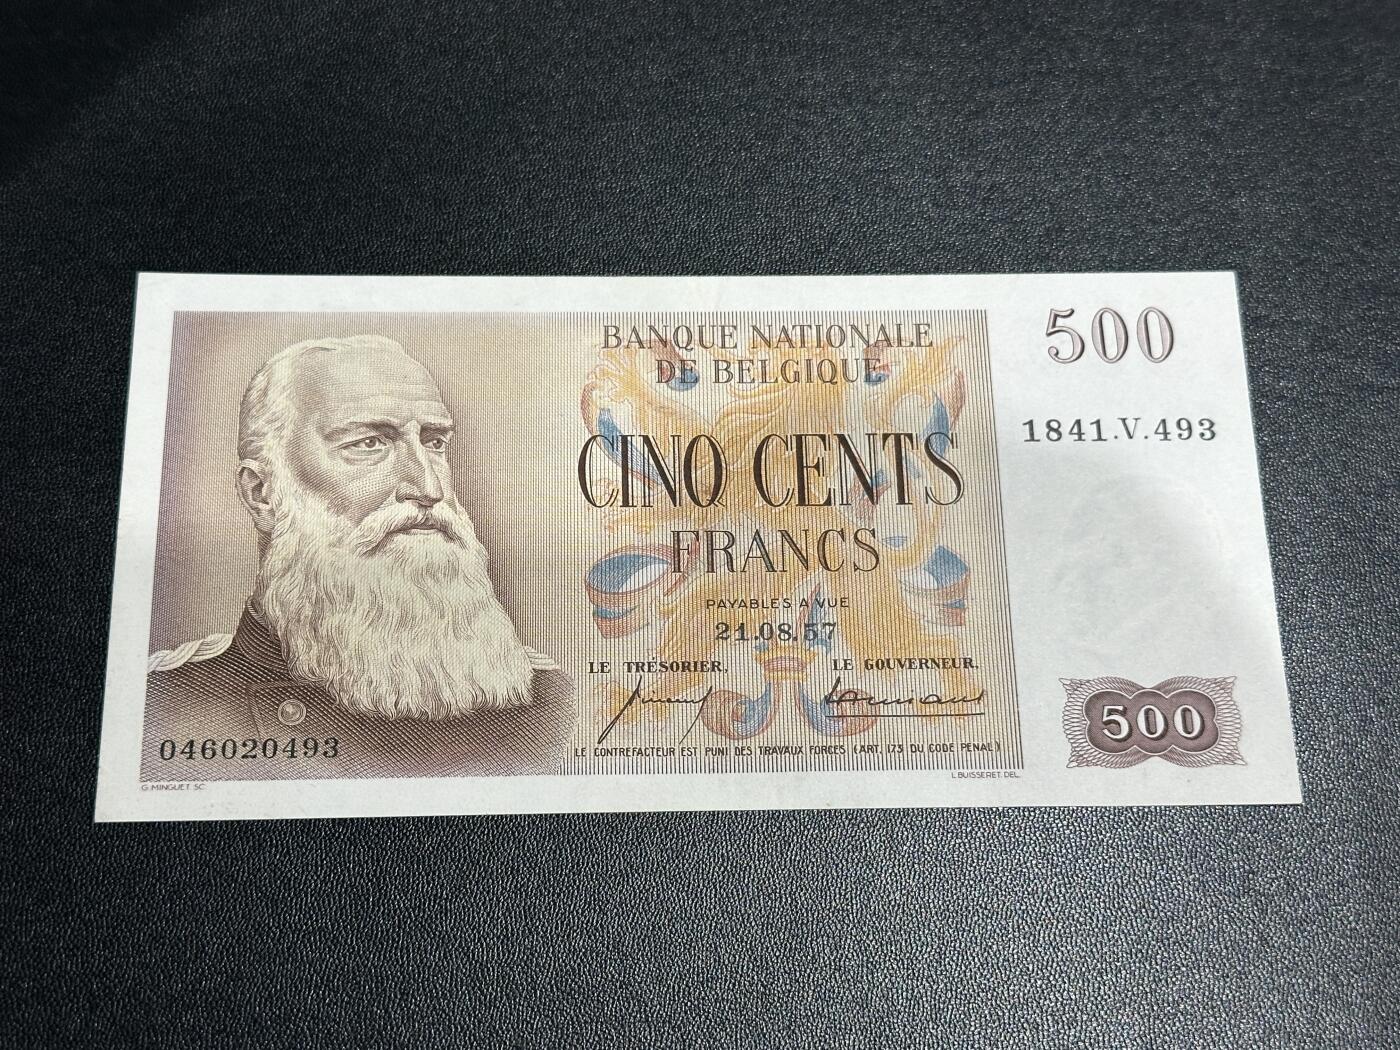 BANQUE NATIONALE
DE BELGIQUE
500
1841.V.493
CINQ CENTS
FRANCS
PAYABLES A VUE
21.08.57
LE TRÉSORIER,
LE GOUVERNEUR,
046020493
LE CONTREFACTEUR EST PUNI DES TRAVAUX FORCÉS (ART. 173 DU CODE PÉNAL)
500
G. MINGUET SC.
L. BUISSERET. DEL.